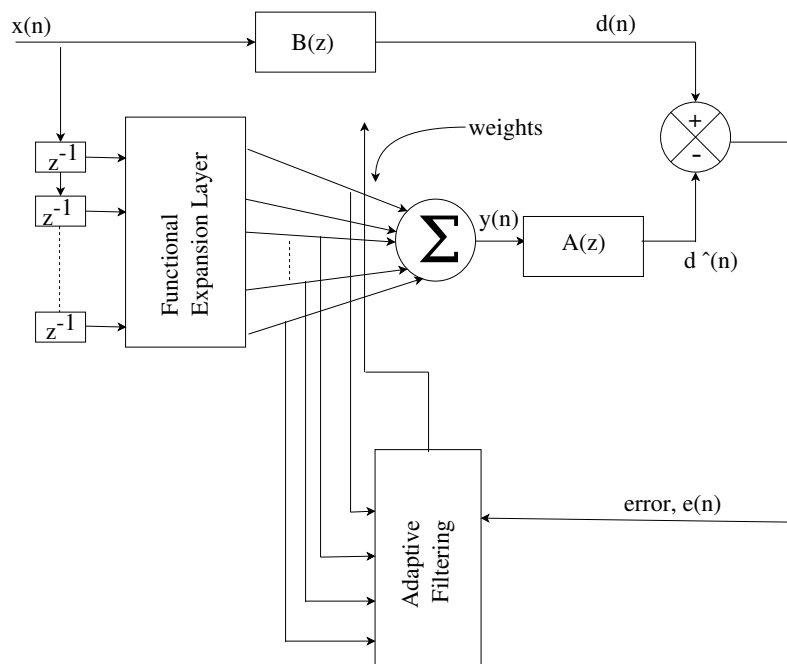 x(n)
B(z)
d(n)
+
-
weights
z-1
z-1
z-1
Functional
Expansion Layer
Σ
y(n)
A(z)
d ˆ(n)
error, e(n)
Adaptive
Filtering